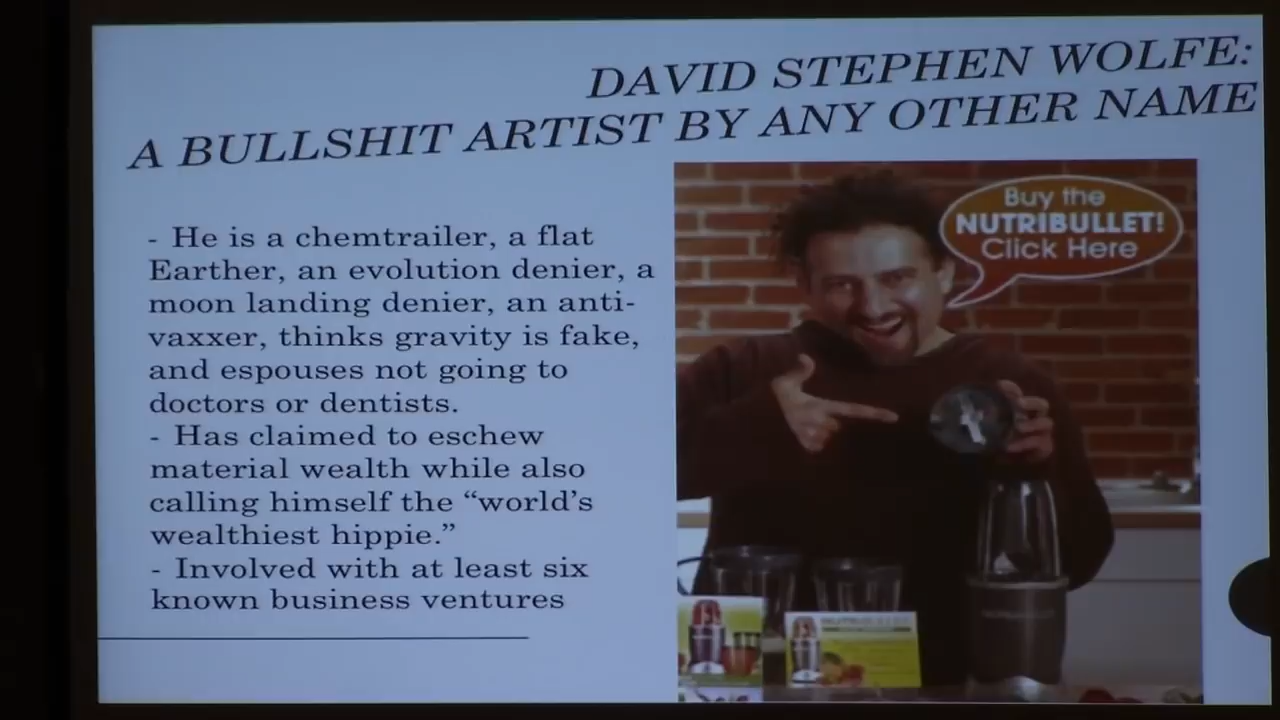 DAVID STEPHEN WOLFE:
A BULLSHIT ARTIST BY ANY OTHER NAME
- He is a chemtrailer, a flat
Earther, an evolution denier, a
moon landing denier, an anti-
vaxxer, thinks gravity is fake,
and espouses not going to
doctors or dentists.
- Has claimed to eschew
material wealth while also
calling himself the “world’s
wealthiest hippie.”
- Involved with at least six
known business ventures
Buy the
NUTRIBULLET!
Click Here